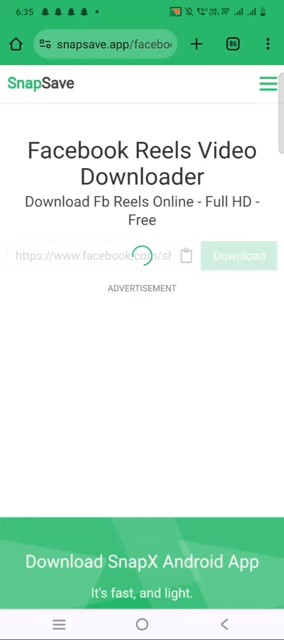 6:35
86
snapsave.app/facebo
SnapSave
Facebook Reels Video
Downloader
Download Fb Reels Online - Full HD -
Free
https://www.facebook.com/sh
Download
ADVERTISEMENT
Download SnapX Android App
It's fast, and light.